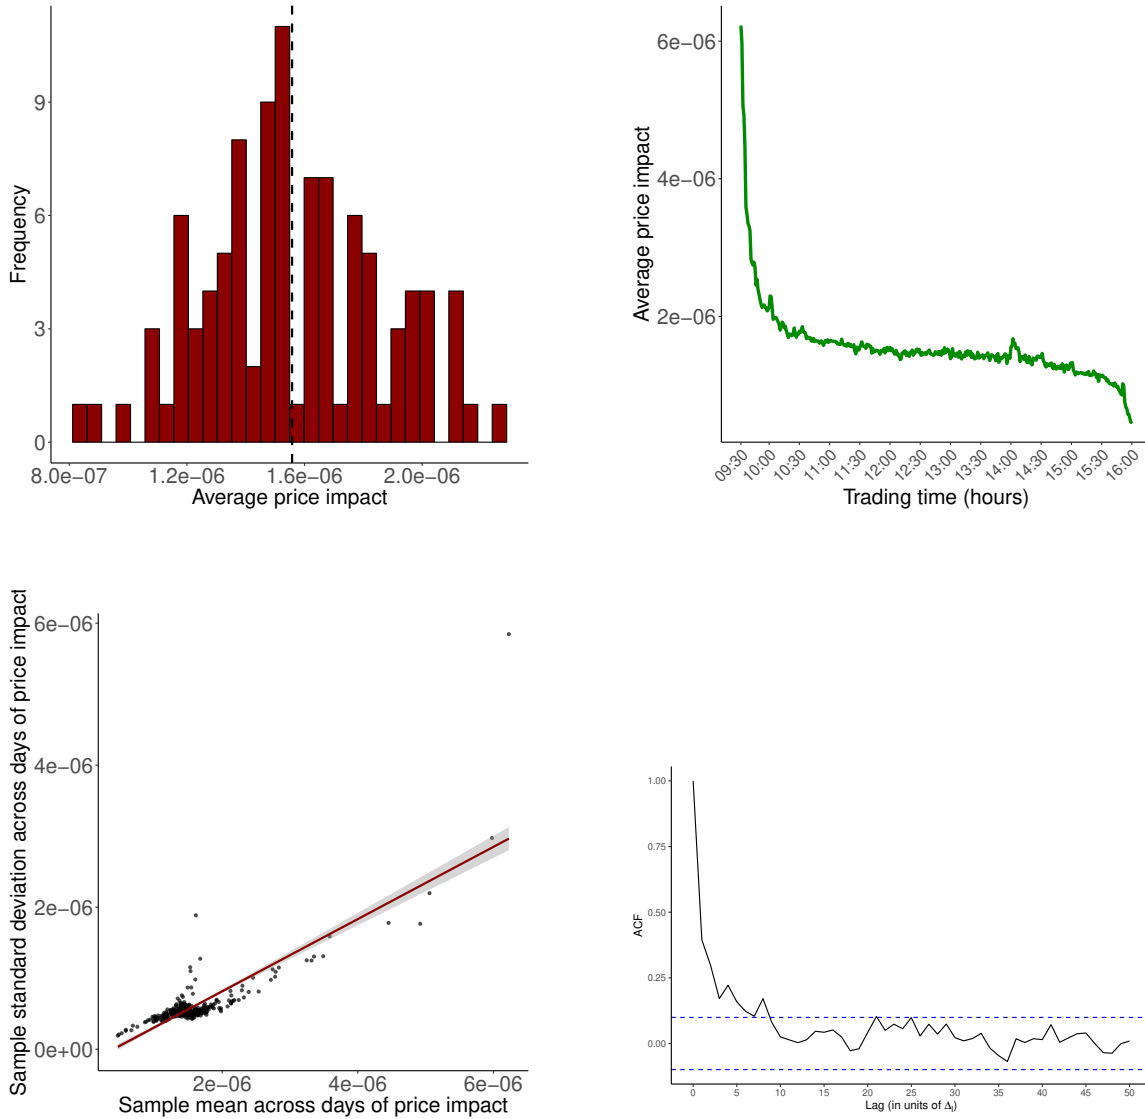 Frequency
9
6
3
0
8.0e−07
1.2e−06
1.6e−06
2.0e−06
Average price impact
Average price impact
6e−06
4e−06
2e−06
09:30
10:00
10:30
11:00
11:30
12:00
12:30
13:00
13:30
14:00
14:30
15:00
15:30
16:00
Trading time (hours)
Sample standard deviation across days of price impact
6e−06
4e−06
2e−06
0e+00
2e−06
4e−06
6e−06
Sample mean across days of price impact
ACF
1.00
0.75
0.50
0.25
0.00
0
5
10
15
20
25
30
35
40
45
50
Lag (in units of Δl)